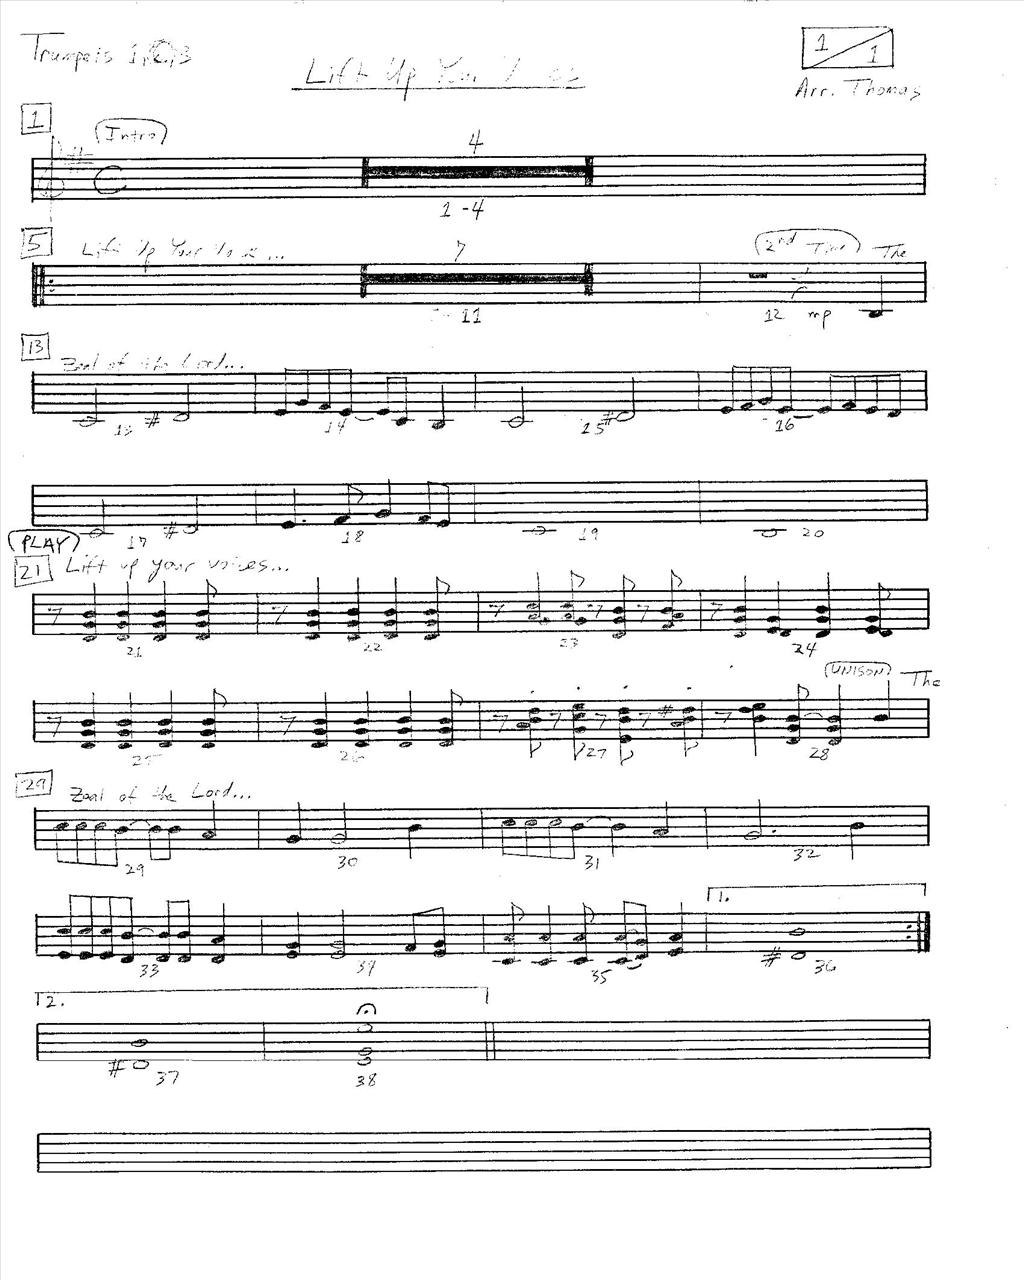 Trumpets 1,2,3
1/1
Lift Up Your
Arr. Thomas
1 Intro
4
1-4
5 Lift Up Your ...
7
2nd Time The
11
12 mp
13 Zeal of the Lord...
13 14 15 16
17 18 19 20
PLAY
21 Lift up your voices...
21 22 23 24
UNISON The
25 26 27 28
29 Zeal of the Lord...
29 30 31 32
1.
33 34 35 36
2.
37 38